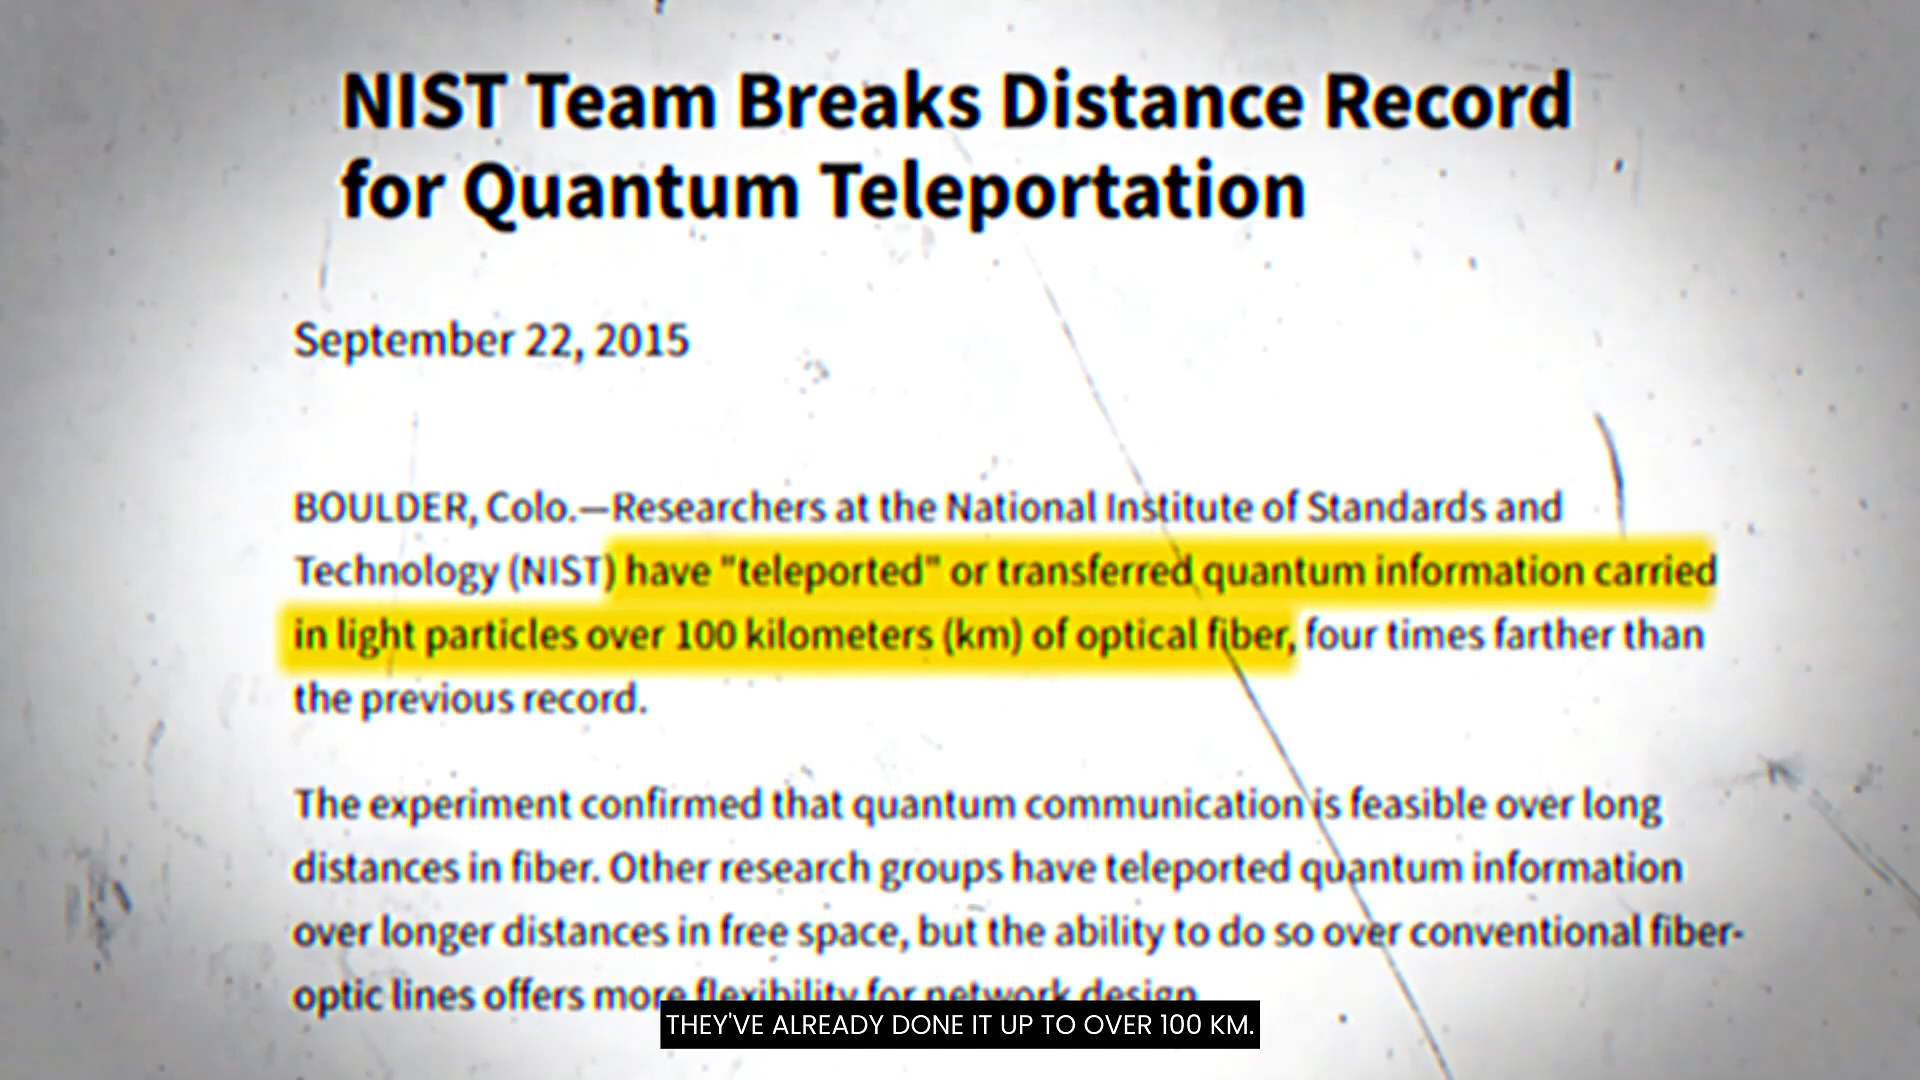 NIST Team Breaks Distance Record
for Quantum Teleportation
September 22, 2015
BOULDER, Colo.—Researchers at the National Institute of Standards and
Technology (NIST) have "teleported" or transferred quantum information carried
in light particles over 100 kilometers (km) of optical fiber, four times farther than
the previous record.
The experiment confirmed that quantum communication is feasible over long
distances in fiber. Other research groups have teleported quantum information
over longer distances in free space, but the ability to do so over conventional fiber-
optic lines offers more flexibility for network design.
THEY'VE ALREADY DONE IT UP TO OVER 100 KM.